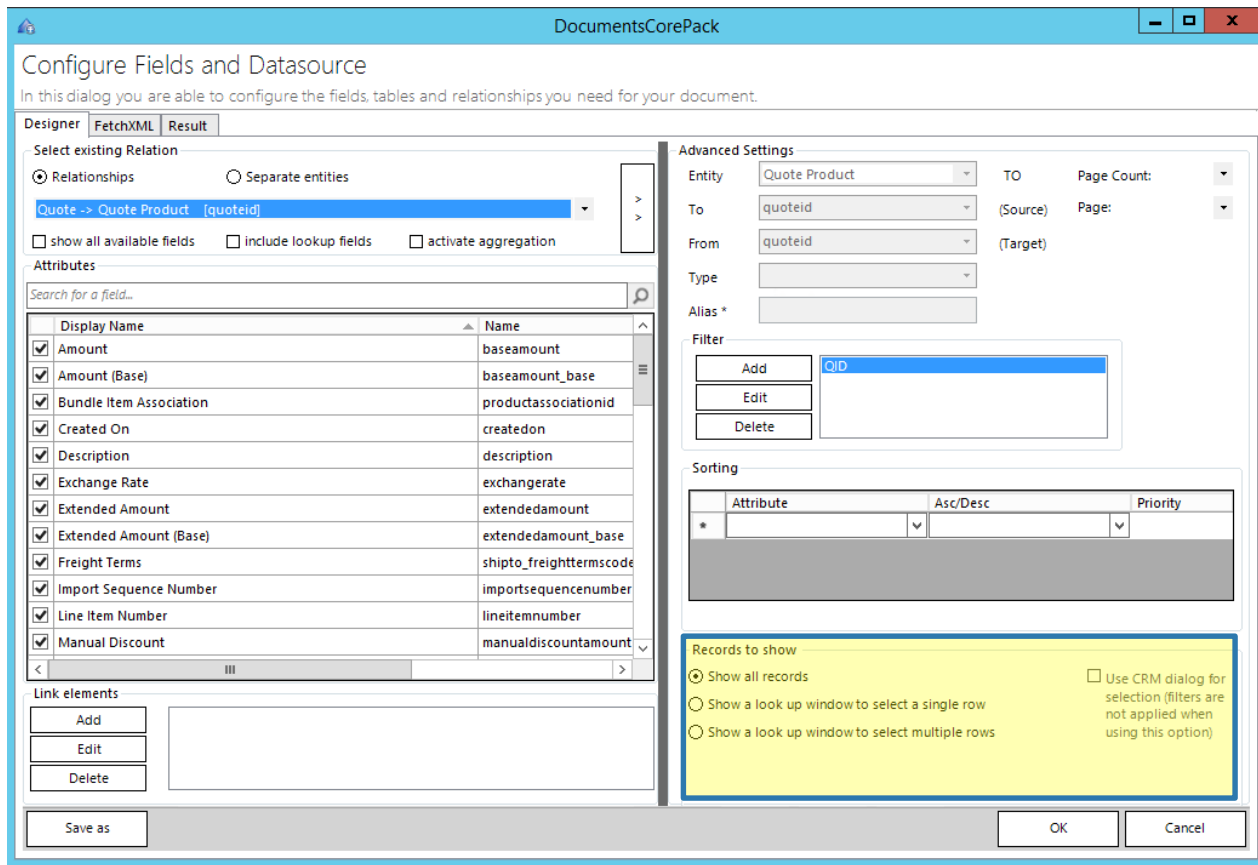 DocumentsCorePack
Configure Fields and Datasource
In this dialog you are able to configure the fields, tables and relationships you need for your document.
Designer FetchXML Result
Select existing Relation
Relationships Separate entities
Quote -> Quote Product [quoteid]
> >
show all available fields include lookup fields activate aggregation
Attributes
Search for a field...
Display Name Name
Amount baseamount
Amount (Base) baseamount_base
Bundle Item Association productassociationid
Created On createdon
Description description
Exchange Rate exchangerate
Extended Amount extendedamount
Extended Amount (Base) extendedamount_base
Freight Terms shipto_freighttermscode
Import Sequence Number importsequencenumber
Line Item Number lineitemnumber
Manual Discount manualdiscountamount
Link elements
Add
Edit
Delete
Advanced Settings
Entity Quote Product TO Page Count:
To quoteid (Source) Page:
From quoteid (Target)
Type
Alias *
Filter
Add QID
Edit
Delete
Sorting
Attribute Asc/Desc Priority
*
Records to show
Show all records
Show a look up window to select a single row
Show a look up window to select multiple rows
Use CRM dialog for
selection (filters are
not applied when
using this option)
Save as OK Cancel